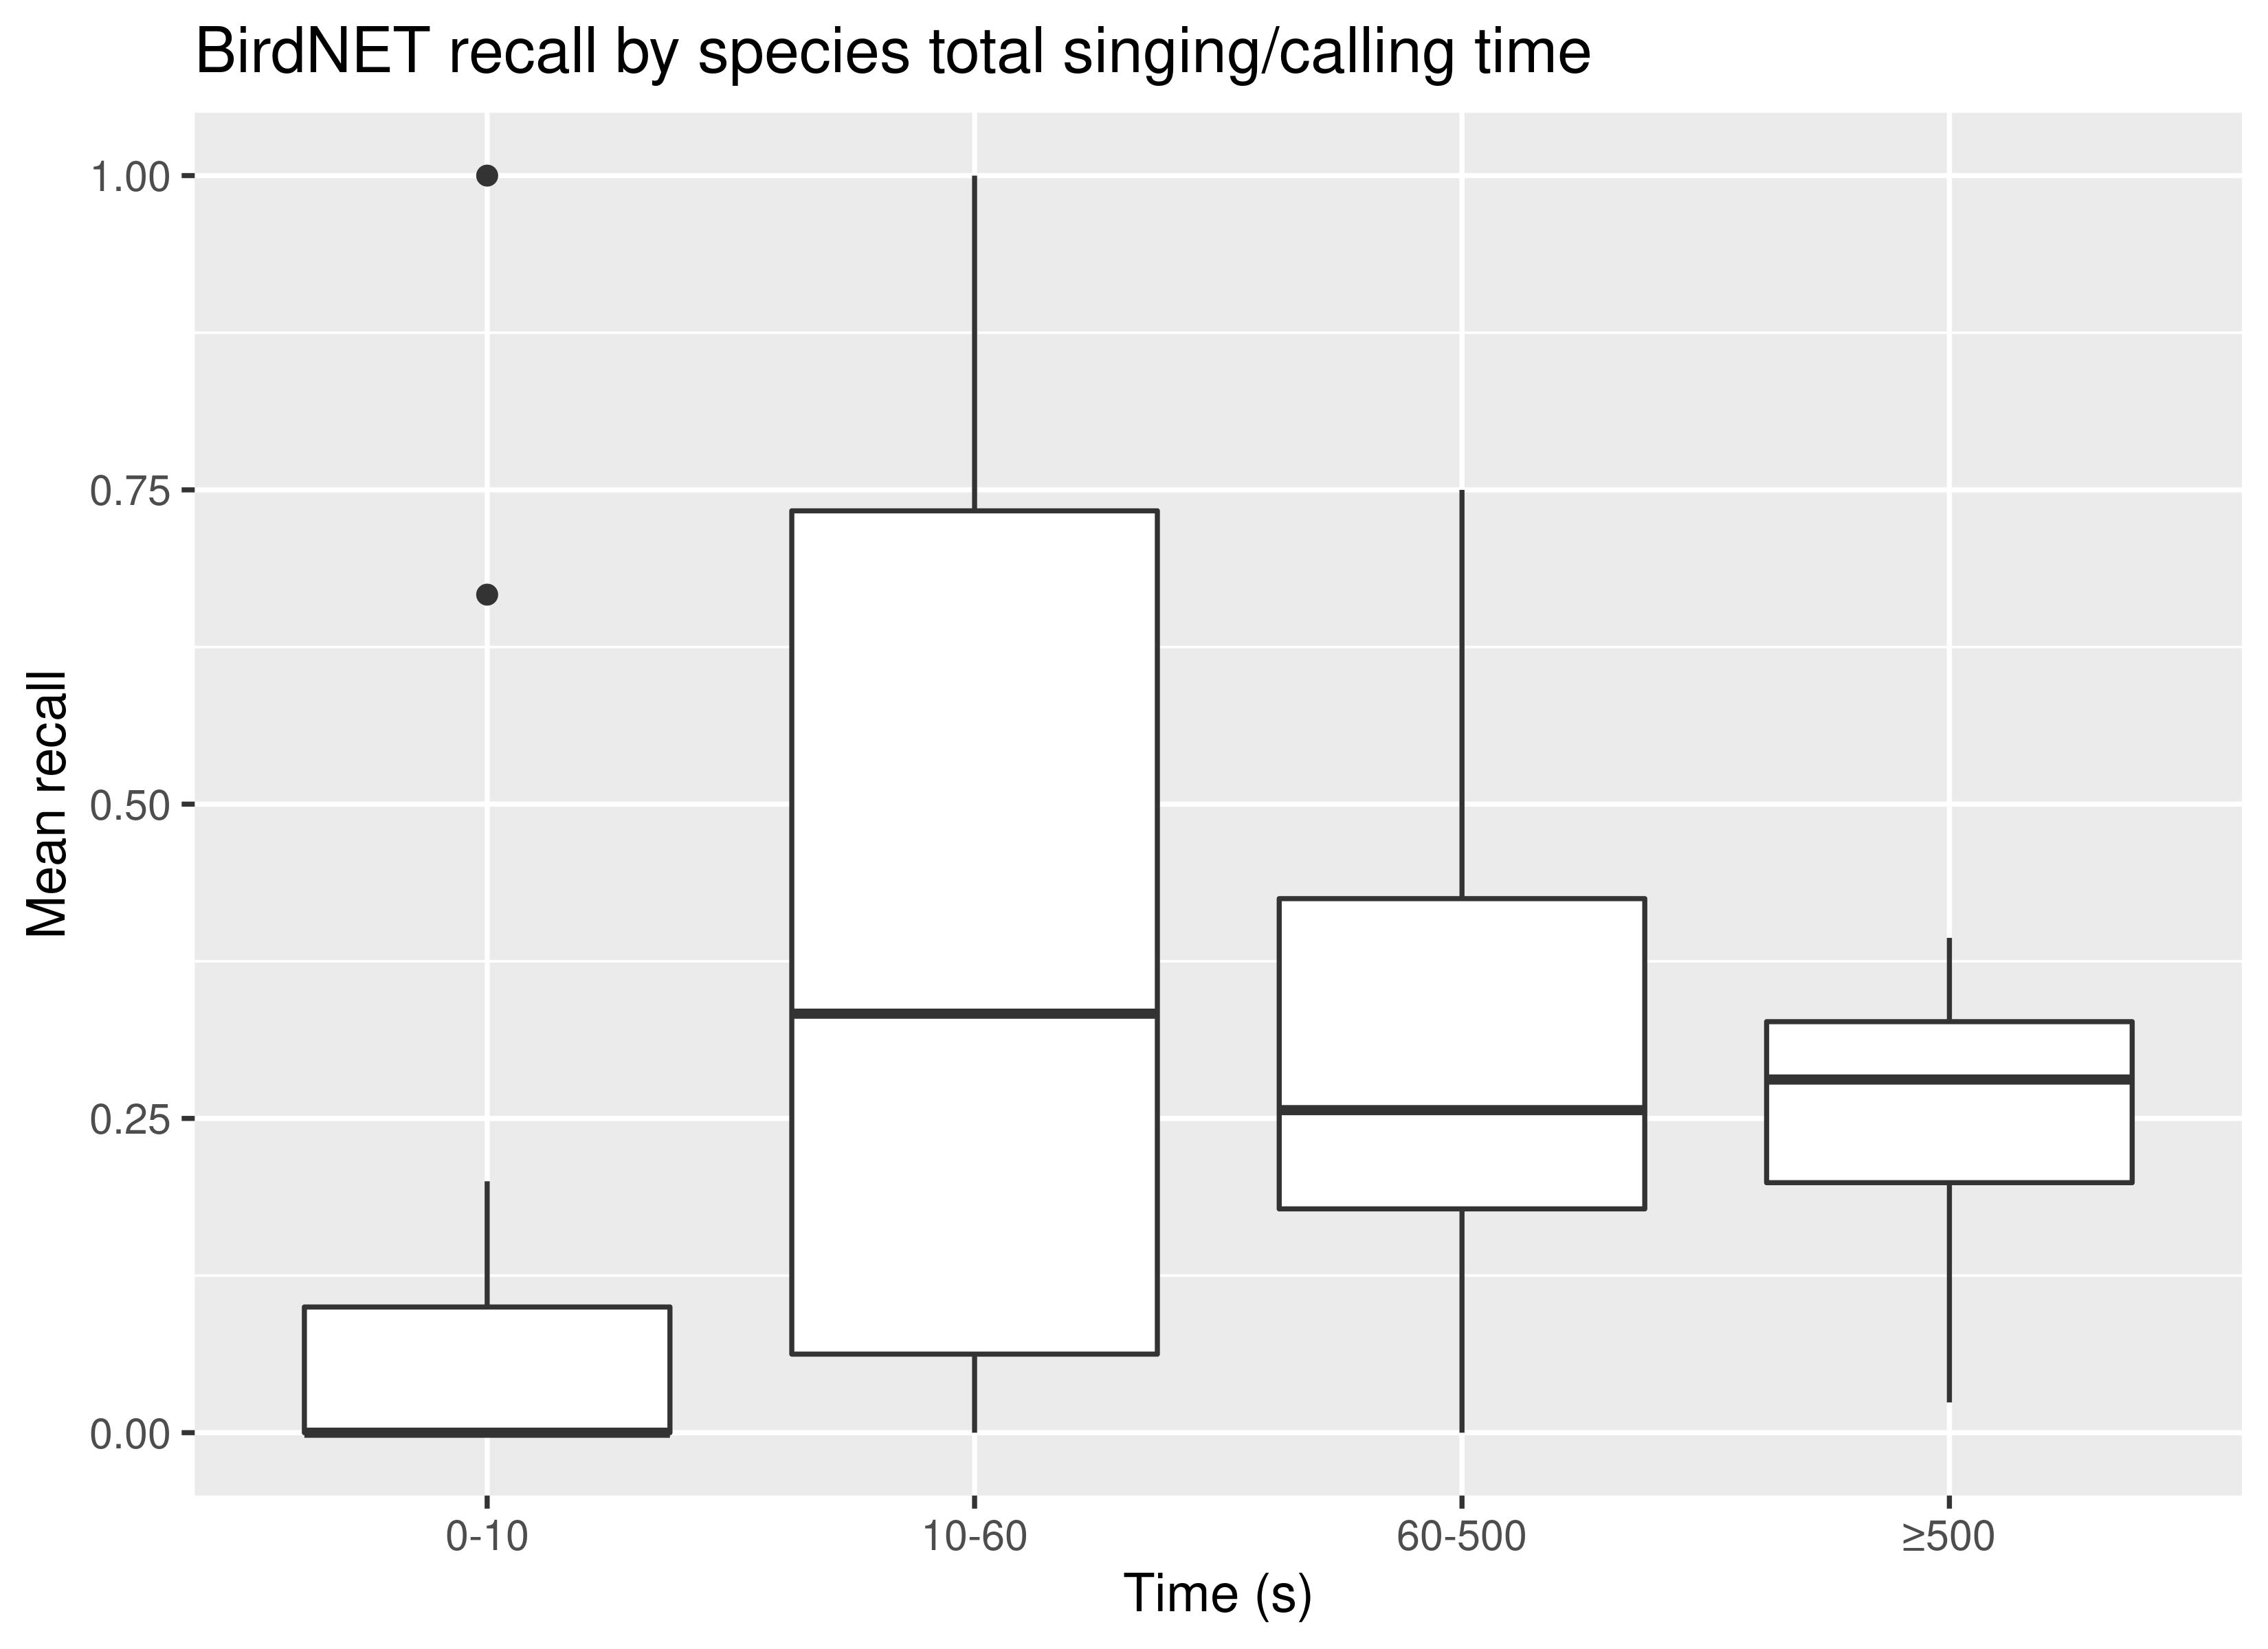 BirdNET recall by species total singing/calling time
Mean recall
1.00
0.75
0.50
0.25
0.00
0-10 10-60 60-500 ≥500
Time (s)